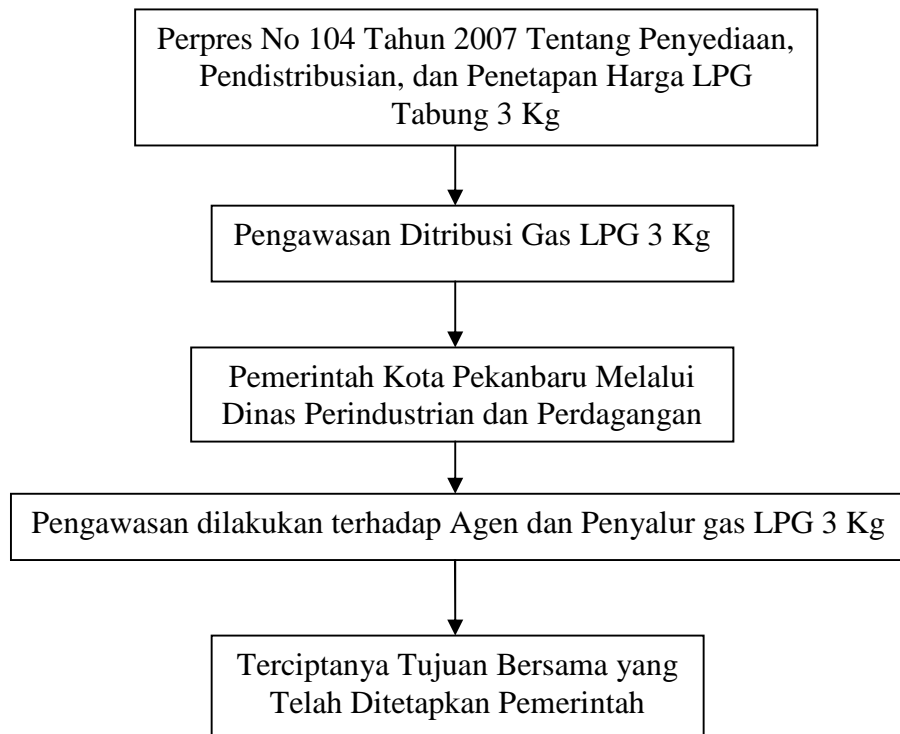 Perpres No 104 Tahun 2007 Tentang Penyediaan,
Pendistribusian, dan Penetapan Harga LPG
Tabung 3 Kg
Pengawasan Ditribusi Gas LPG 3 Kg
Pemerintah Kota Pekanbaru Melalui
Dinas Perindustrian dan Perdagangan
Pengawasan dilakukan terhadap Agen dan Penyalur gas LPG 3 Kg
Terciptanya Tujuan Bersama yang
Telah Ditetapkan Pemerintah